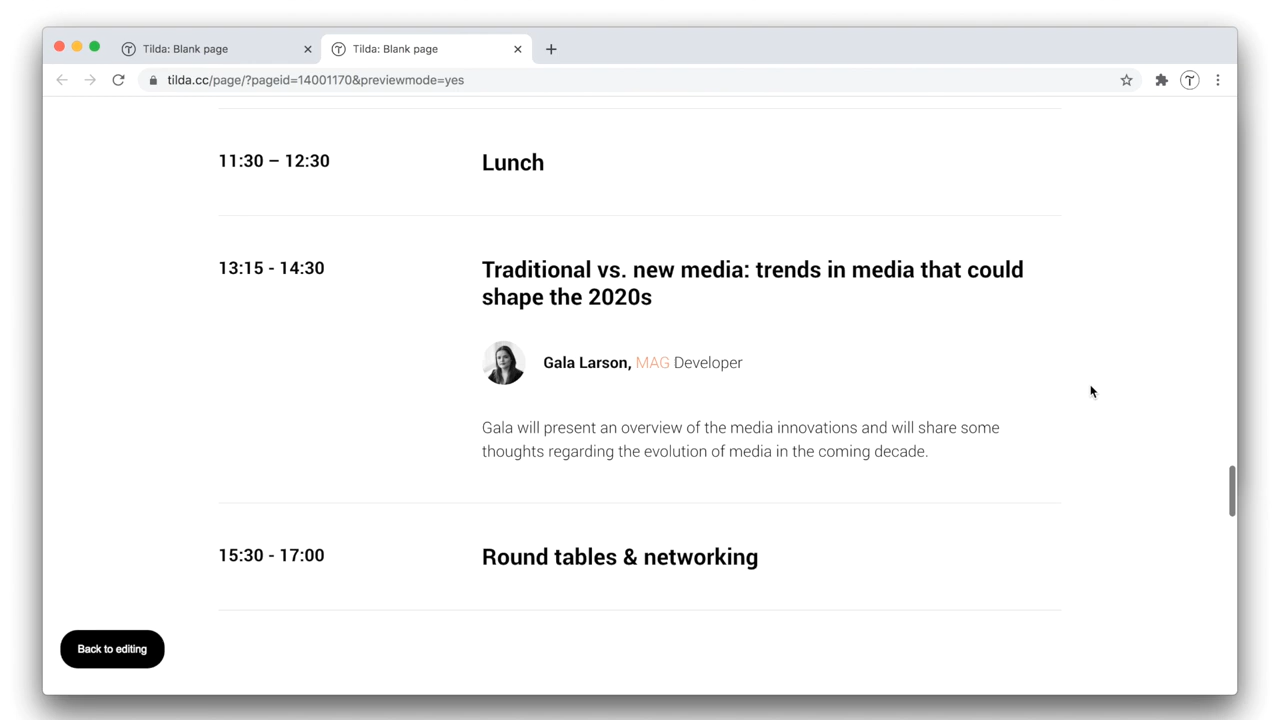 Tilda: Blank page
Tilda: Blank page
tilda.cc/page/?pageid=14001170&previewmode=yes
11:30 – 12:30
Lunch
13:15 - 14:30
Traditional vs. new media: trends in media that could
shape the 2020s
Gala Larson, MAG Developer
Gala will present an overview of the media innovations and will share some
thoughts regarding the evolution of media in the coming decade.
15:30 - 17:00
Round tables & networking
Back to editing